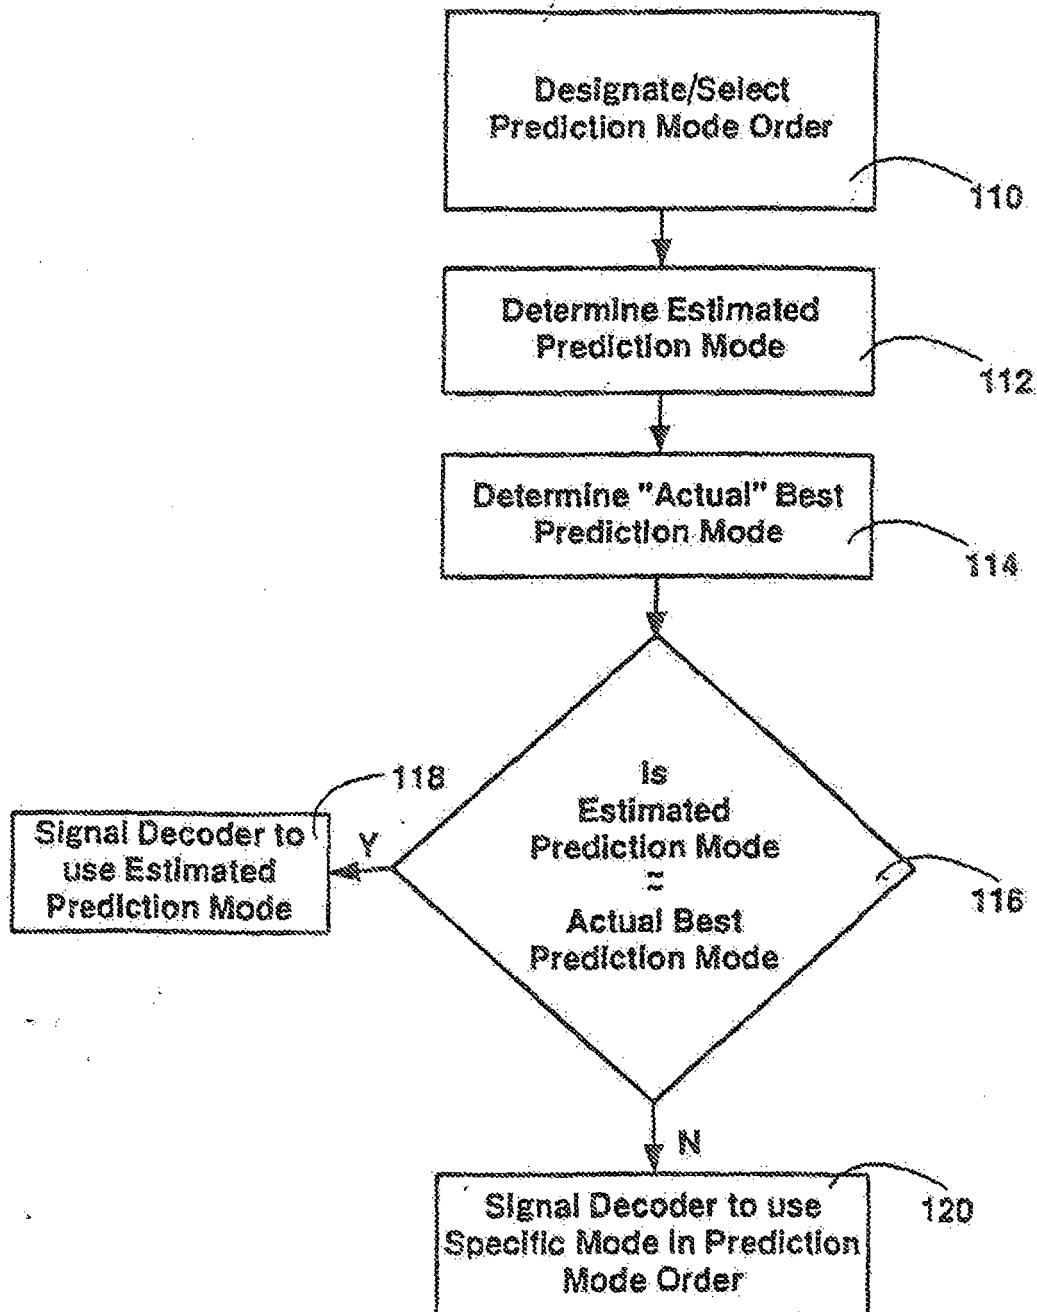 Designate/Select
Prediction Mode Order
110
Determine Estimated
Prediction Mode
112
Determine "Actual" Best
Prediction Mode
114
Is
Estimated
Prediction Mode
=
Actual Best
Prediction Mode
116
118
Y
Signal Decoder to
use Estimated
Prediction Mode
N
Signal Decoder to use
Specific Mode in Prediction
Mode Order
120